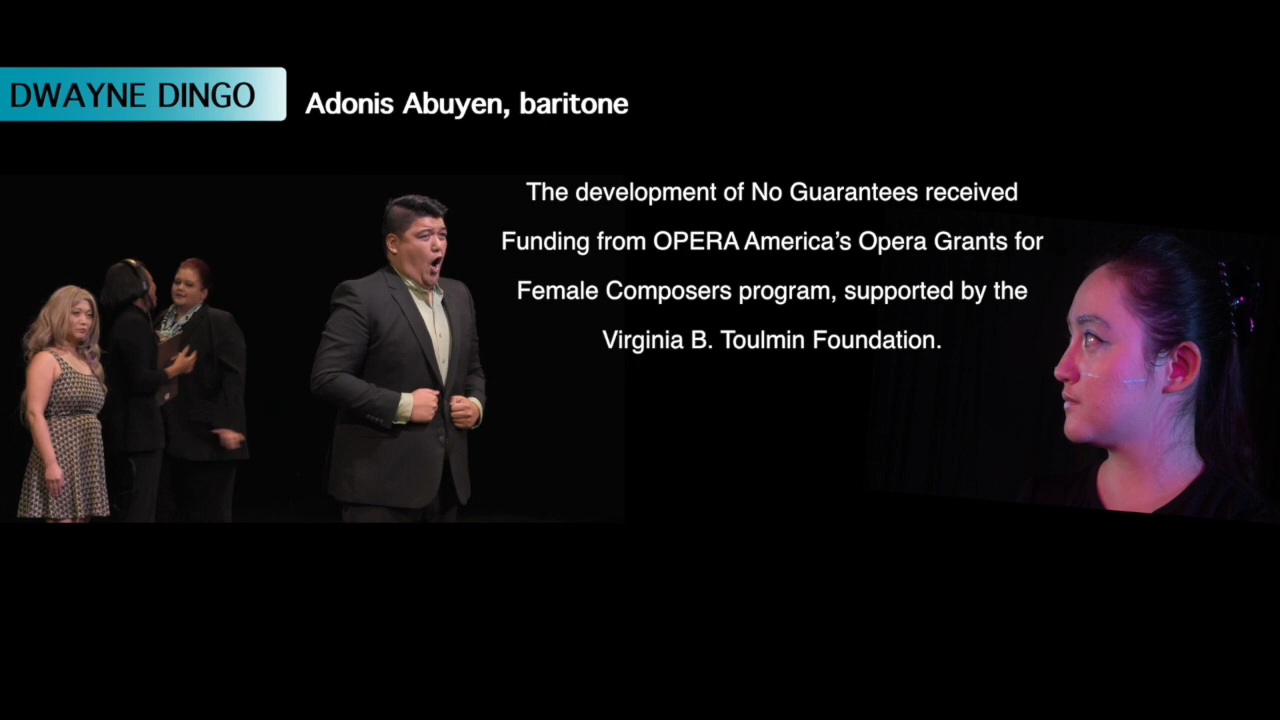 DWAYNE DINGO
Adonis Abuyen, baritone
The development of No Guarantees received
Funding from OPERA America’s Opera Grants for
Female Composers program, supported by the
Virginia B. Toulmin Foundation.